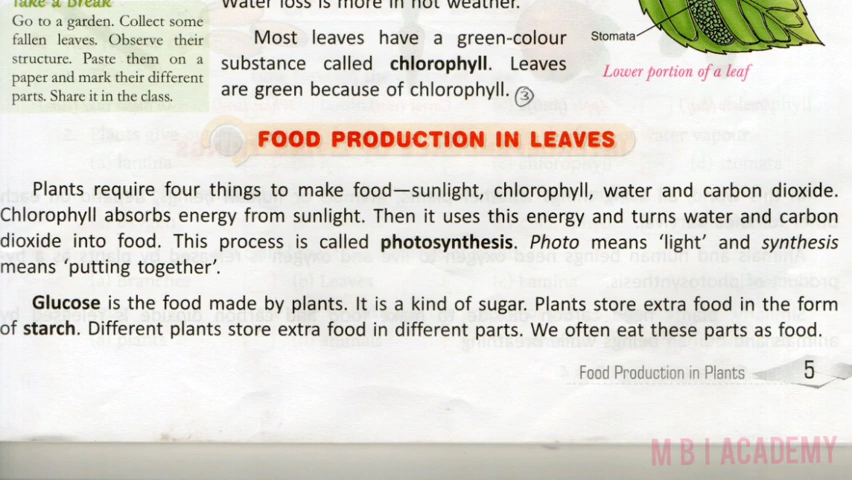 Take a Break
Go to a garden. Collect some
fallen leaves. Observe their
structure. Paste them on a
paper and mark their different
parts. Share it in the class.
Water loss is more in hot weather.
Most leaves have a green-colour
substance called chlorophyll. Leaves
are green because of chlorophyll. 3
Stomata
Lower portion of a leaf
FOOD PRODUCTION IN LEAVES
Plants require four things to make food—sunlight, chlorophyll, water and carbon dioxide.
Chlorophyll absorbs energy from sunlight. Then it uses this energy and turns water and carbon
dioxide into food. This process is called photosynthesis. Photo means ‘light’ and synthesis
means ‘putting together’.
Glucose is the food made by plants. It is a kind of sugar. Plants store extra food in the form
of starch. Different plants store extra food in different parts. We often eat these parts as food.
Food Production in Plants 5
M B I ACADEMY